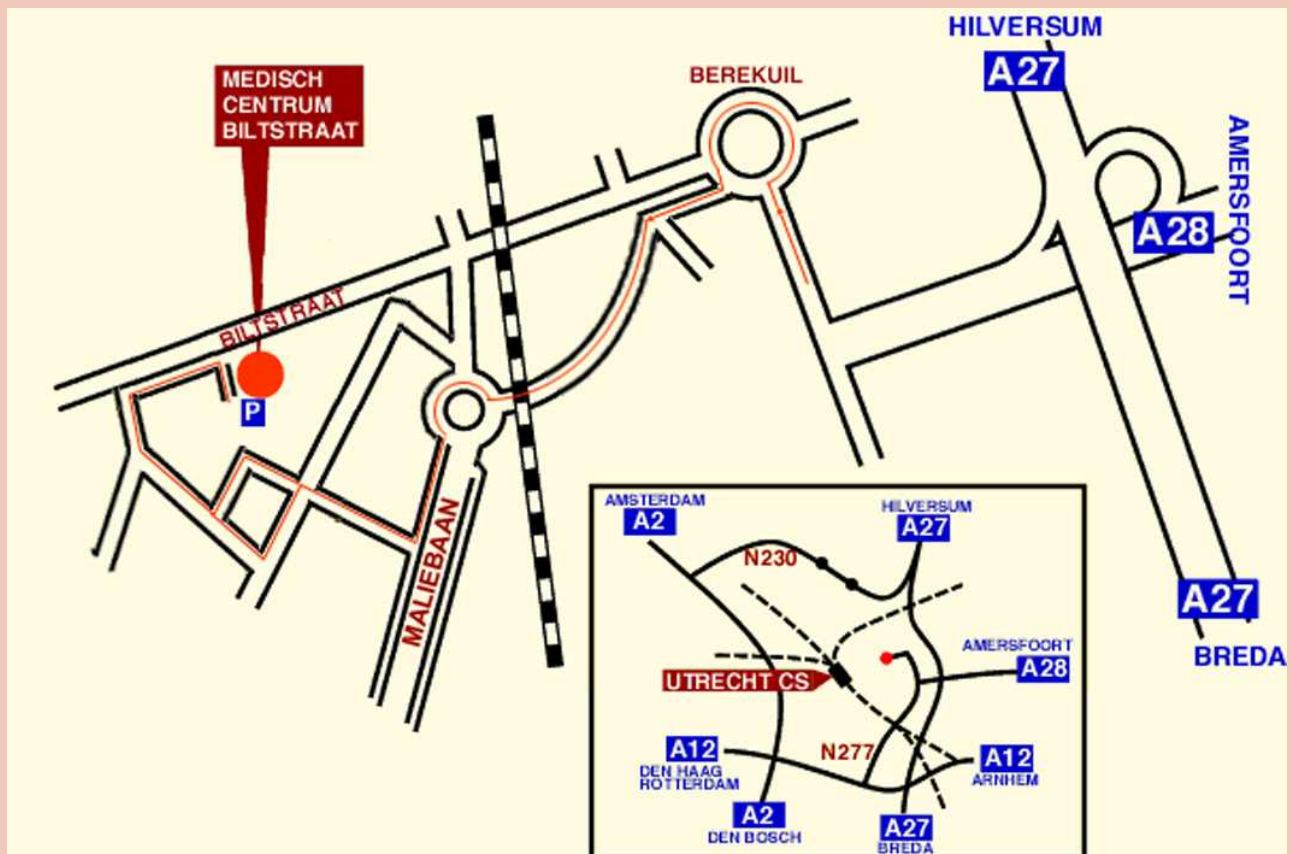 HILVERSUM
A27
MEDISCH
CENTRUM
BILTSTRAAT
BEREKUIL
AMERSFOORT
A28
BILTSTRAAT
P
MALIEBAAN
A27
BREDA
AMSTERDAM
A2
HILVERSUM
A27
N230
AMERSFOORT
A28
UTRECHT CS
N277
A12
DEN HAAG
ROTTERDAM
A12
ARNHEM
A2
DEN BOSCH
A27
BREDA